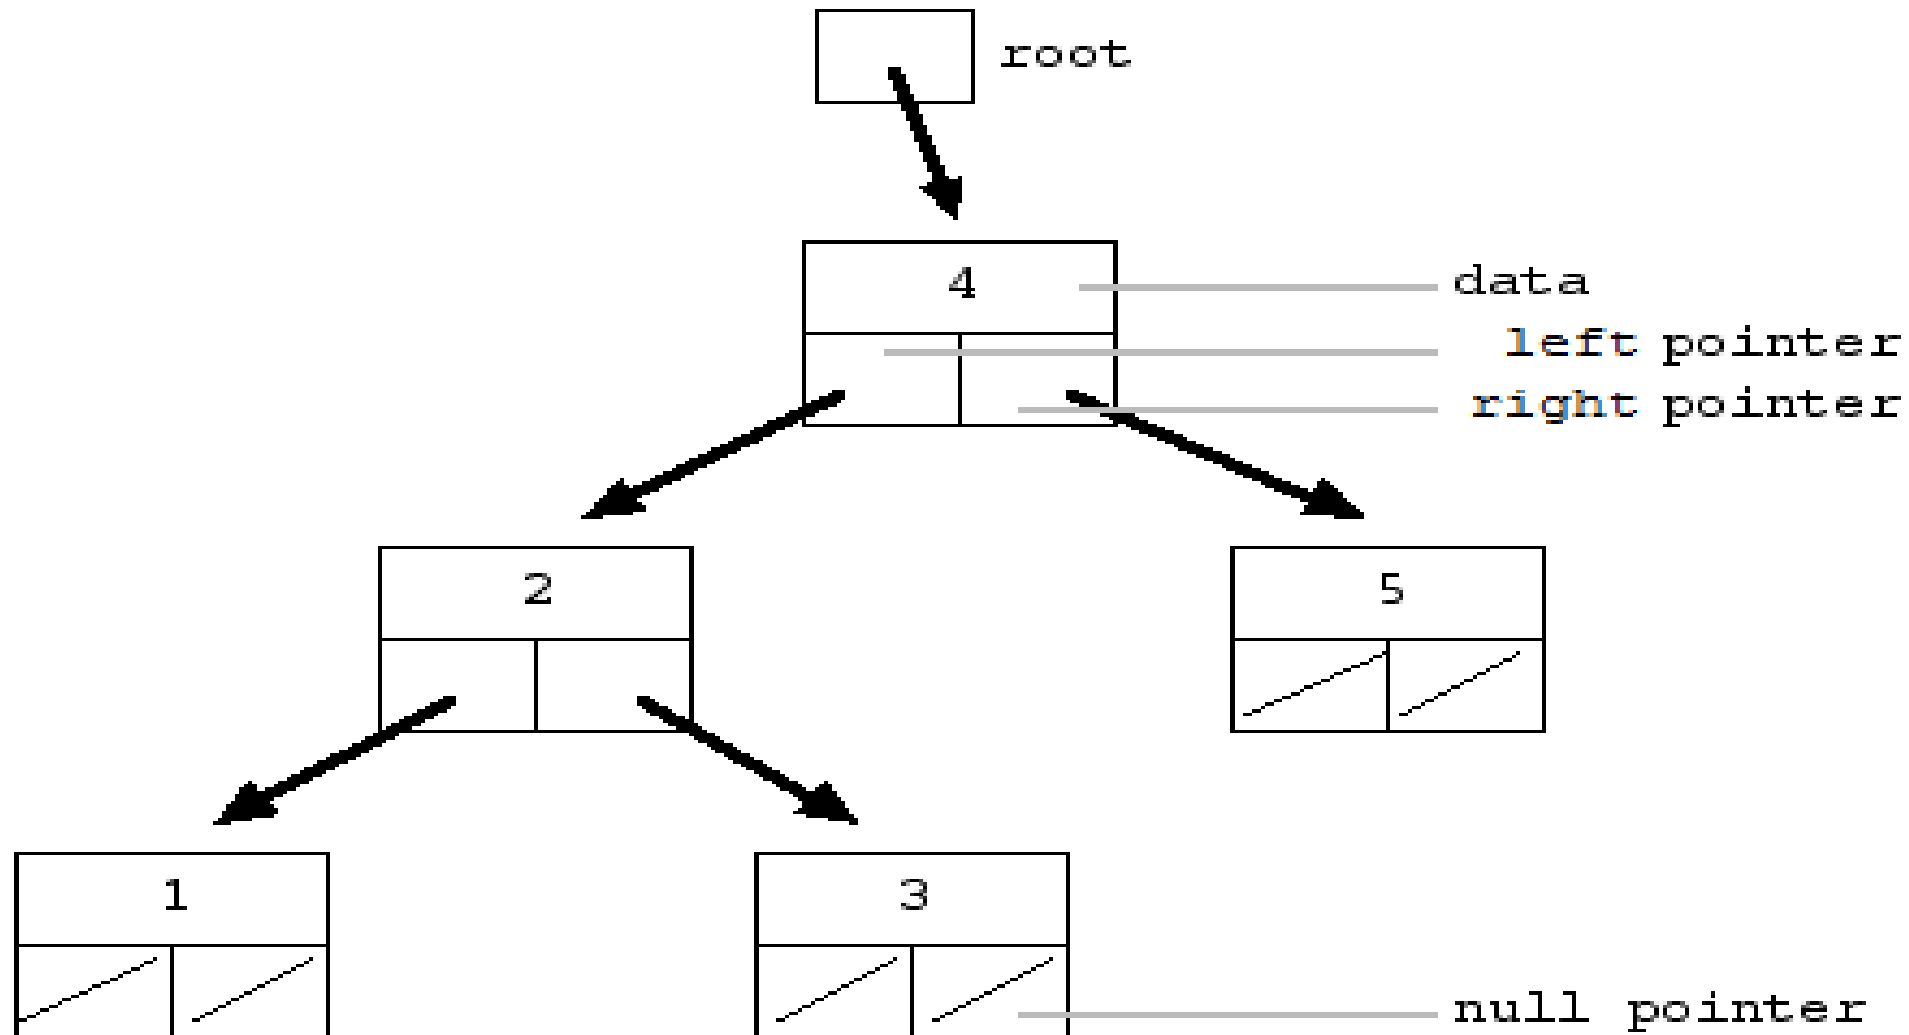 root
4
data
left pointer
right pointer
2
5
1
3
null pointer